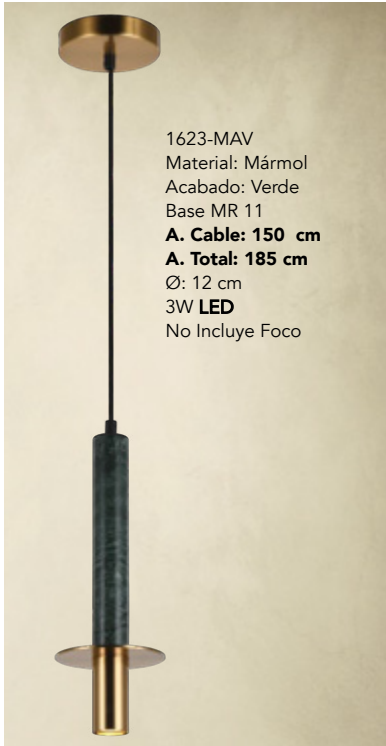 1623-MAV
Material: Mármol
Acabado: Verde
Base MR 11
A. Cable: 150 cm
A. Total: 185 cm
Ø: 12 cm
3W LED
No Incluye Foco